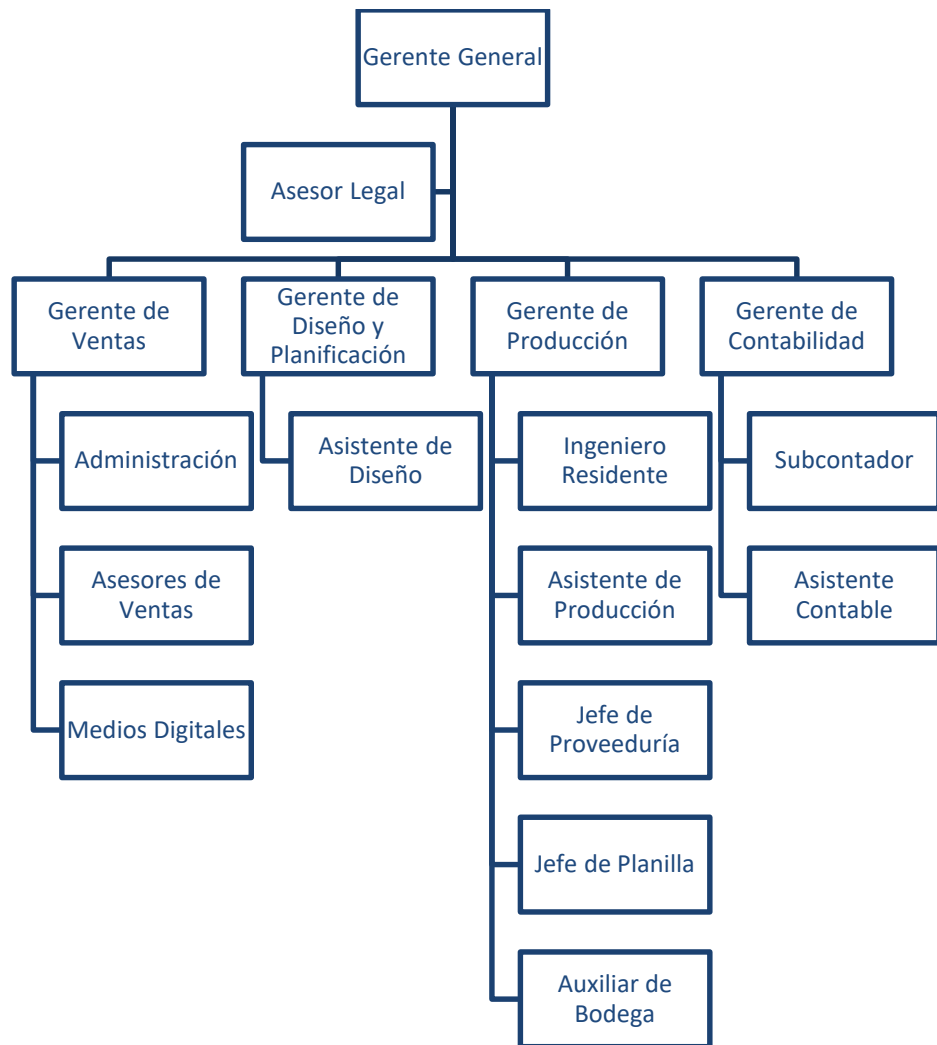 Gerente General
Asesor Legal
Gerente de
Ventas
Gerente de
Diseño y
Planificación
Gerente de
Producción
Gerente de
Contabilidad
Administración
Asesores de
Ventas
Medios Digitales
Asistente de
Diseño
Ingeniero
Residente
Asistente de
Producción
Jefe de
Proveeduría
Jefe de Planilla
Auxiliar de
Bodega
Subcontador
Asistente
Contable